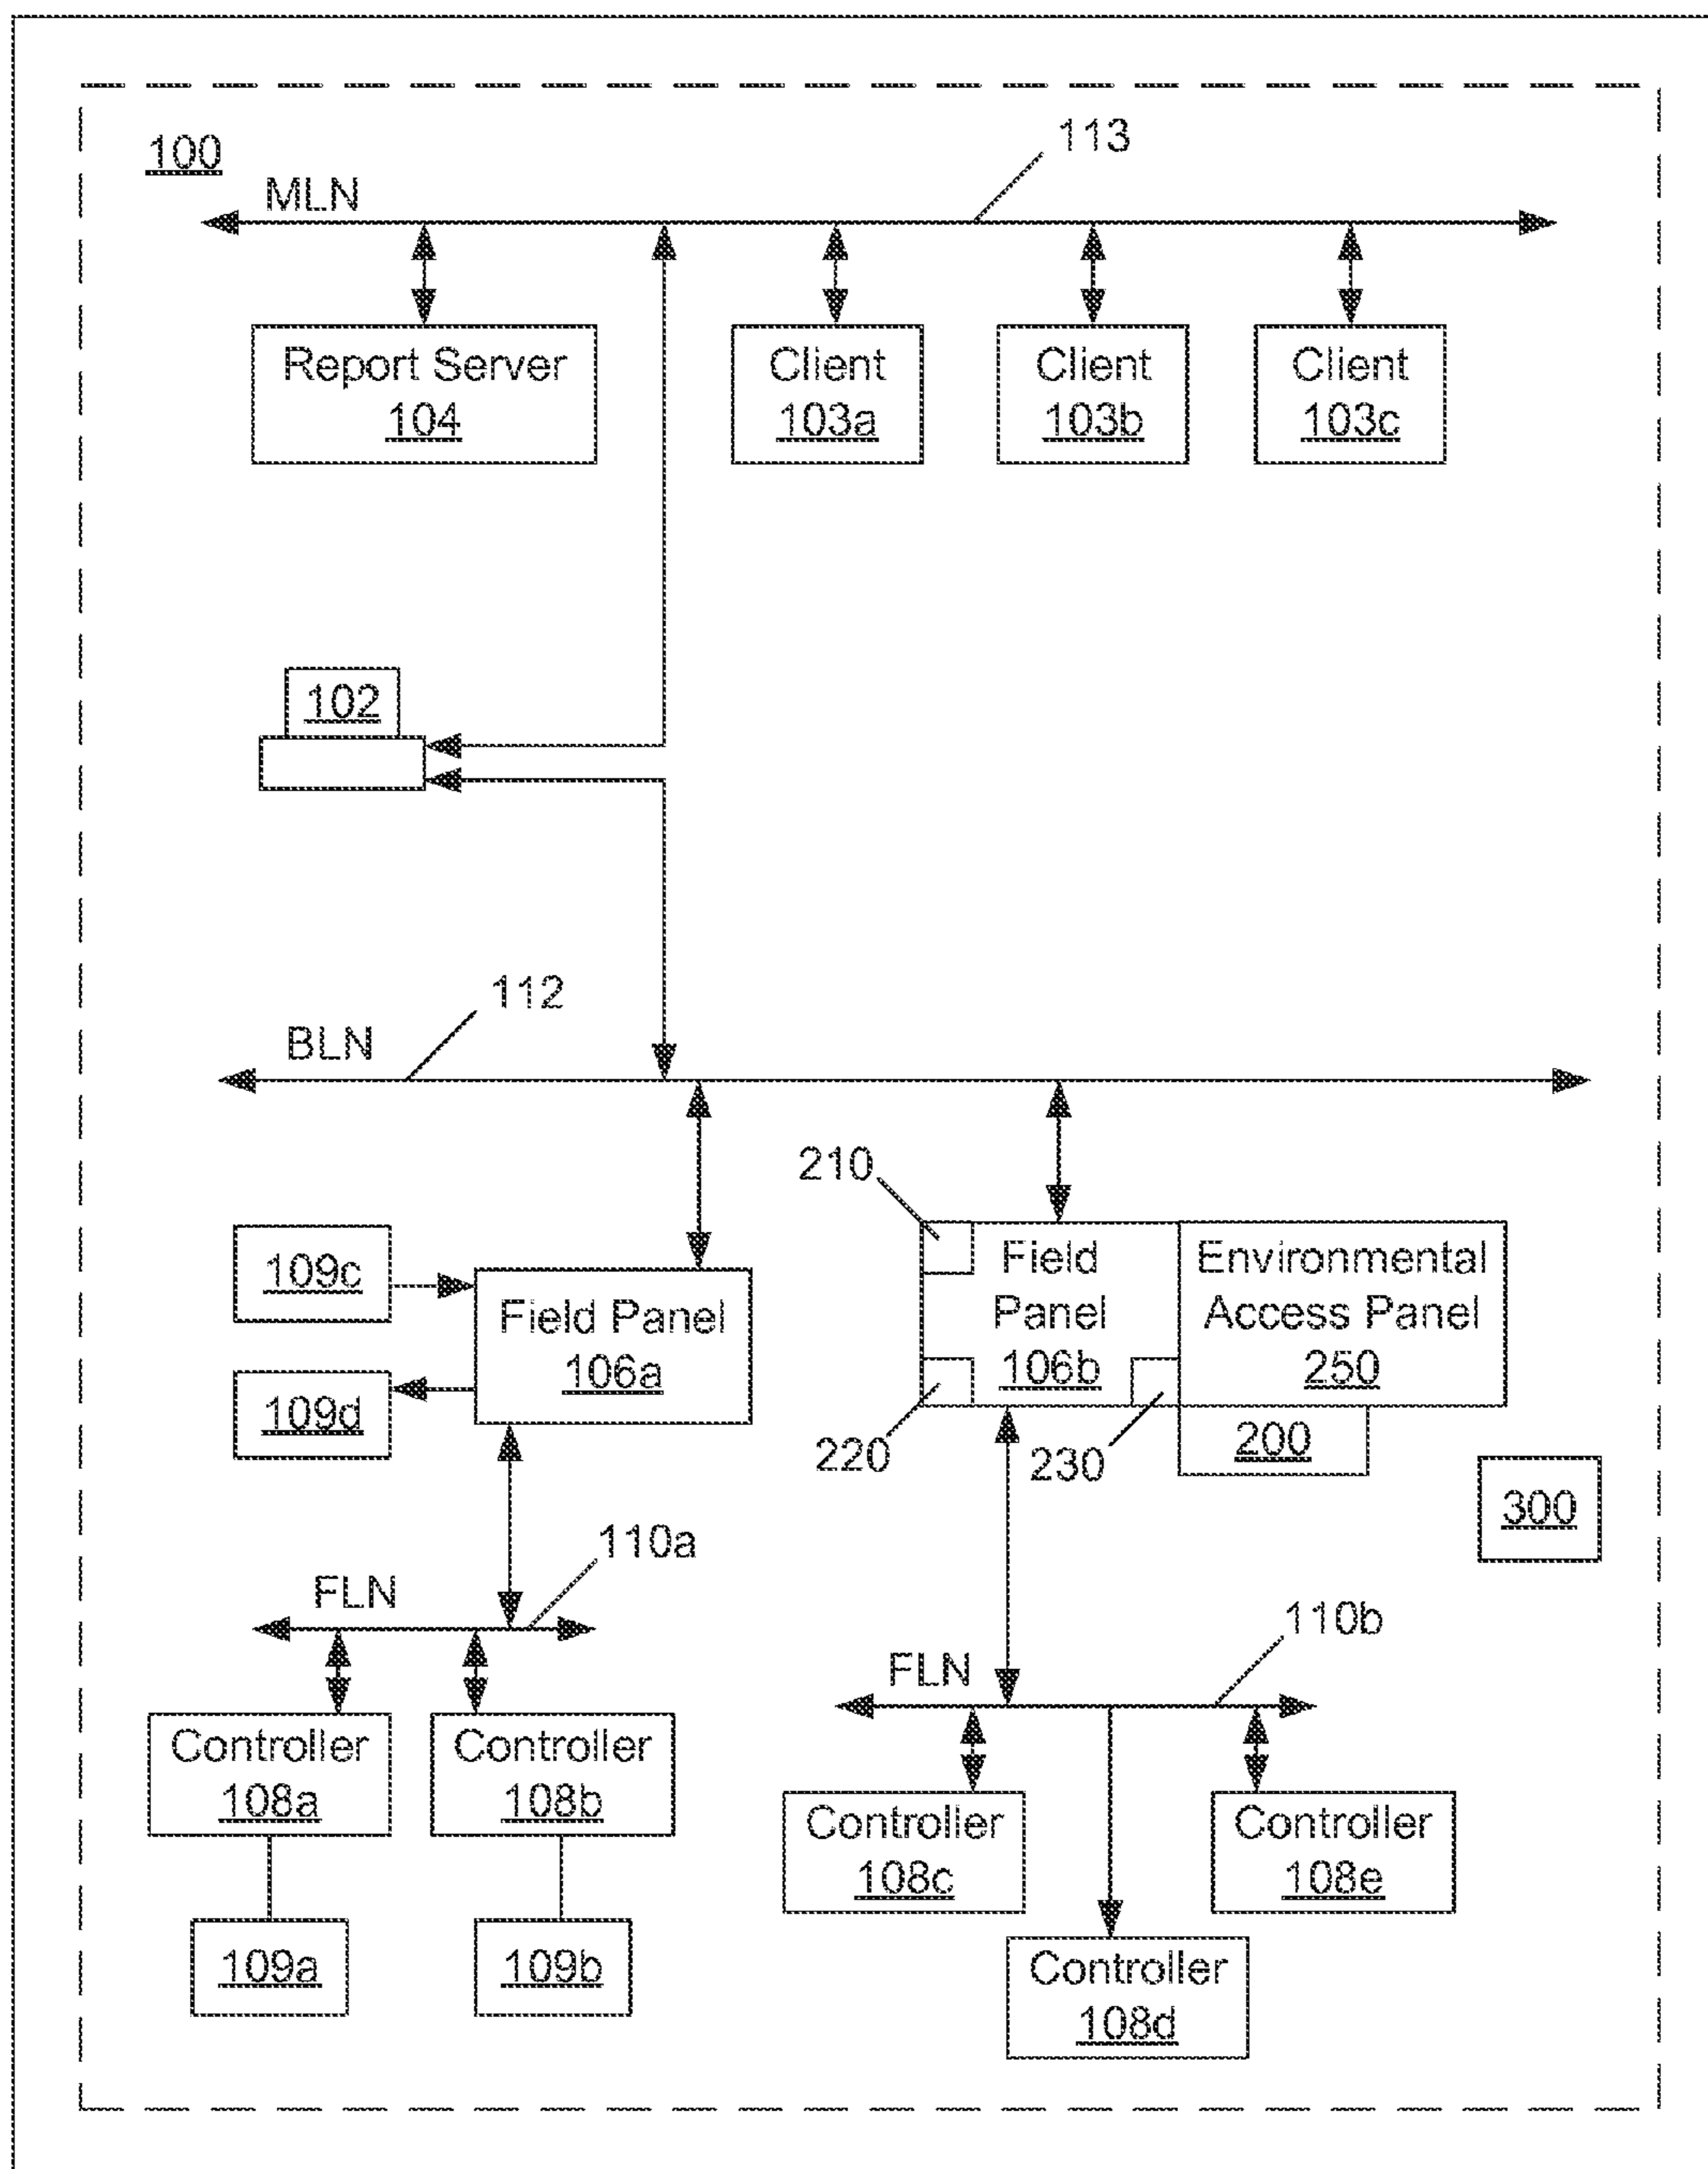 113
100
MLN
Report Server
104
Client
103a
Client
103b
Client
103c
102
112
BLN
210
109c
Field Panel
106a
109d
Field
Panel
106b
Environmental
Access Panel
250
220
230
200
300
110a
FLN
110b
FLN
Controller
108a
Controller
108b
Controller
108c
Controller
108e
109a
109b
Controller
108d